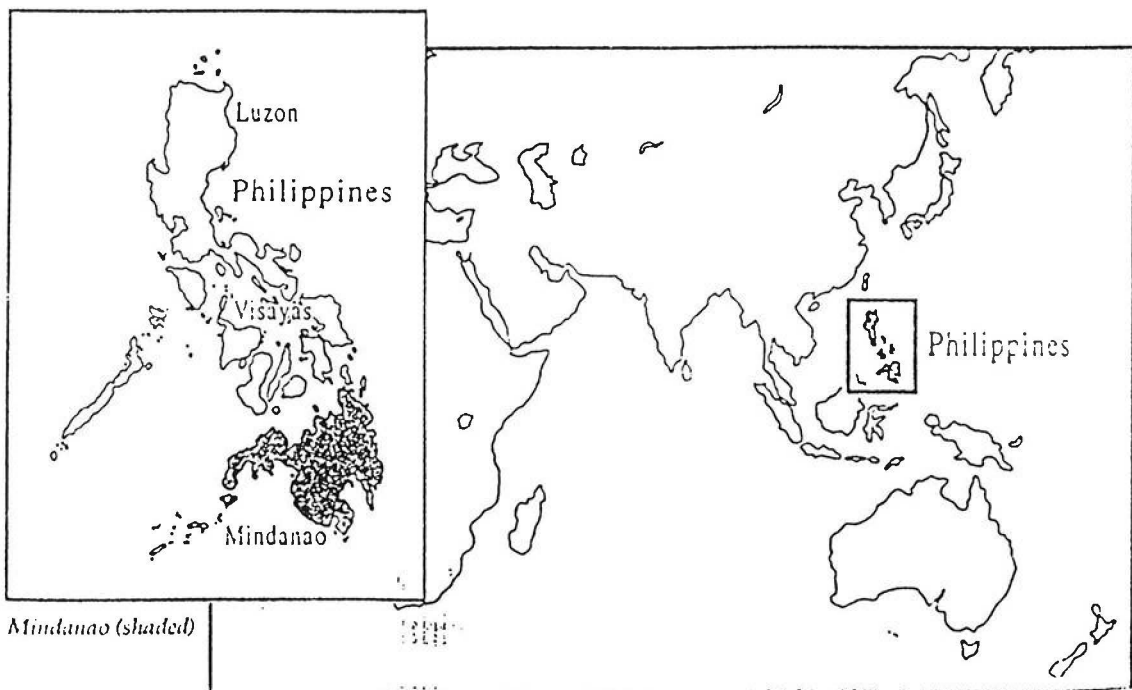 Luzon
Philippines
Visayas
Mindanao
Mindanao (shaded)
Philippines